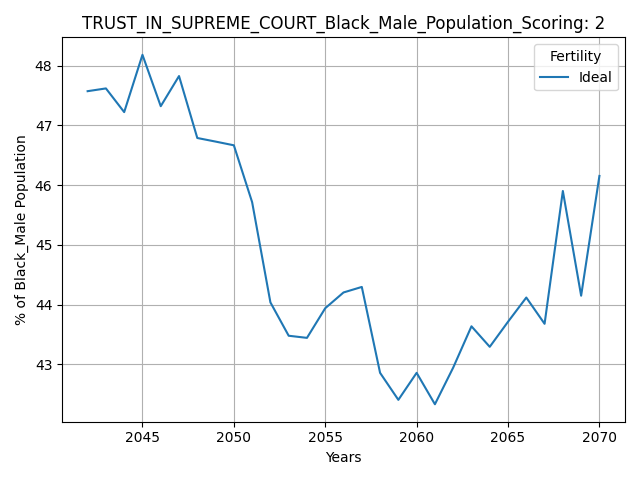 TRUST_IN_SUPREME_COURT_Black_Male_Population_Scoring: 2
Fertility
Ideal
48
47
46
45
44
43
% of Black_Male Population
2045 2050 2055 2060 2065 2070
Years